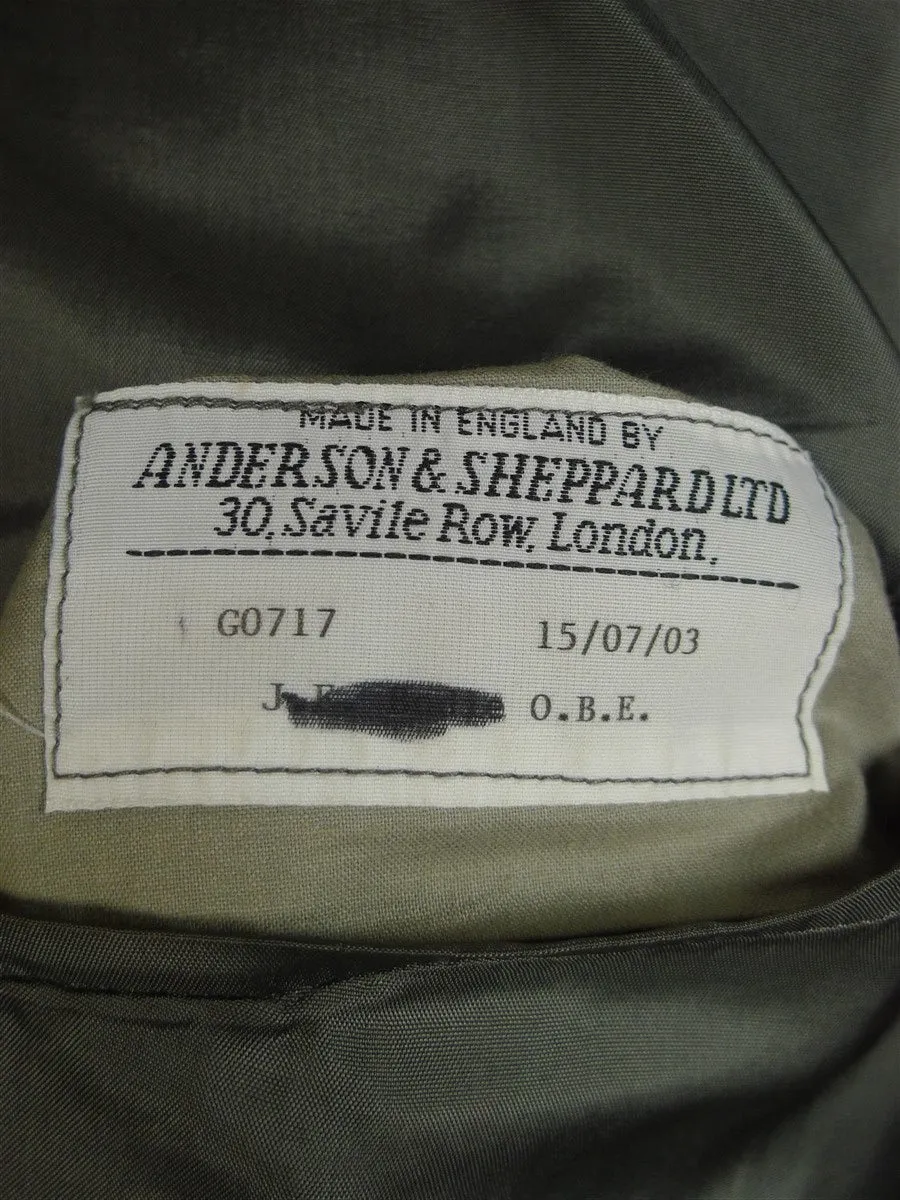 MADE IN ENGLAND BY
ANDERSON & SHEPPARD LTD
30, Savile Row, London,
G0717 15/07/03
O.B.E.